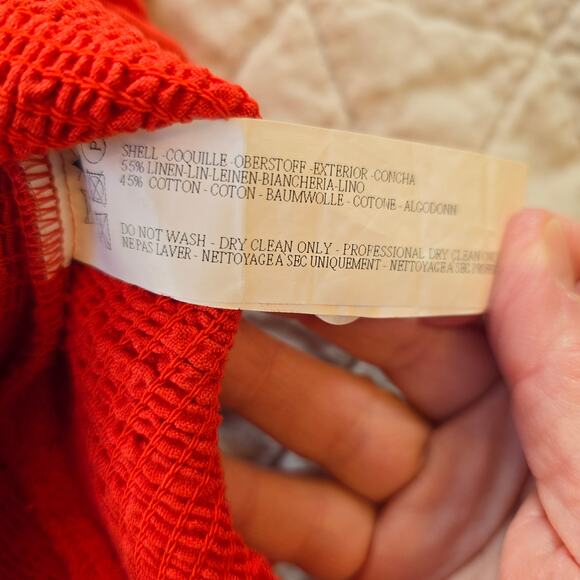 P
SHELL -COQUILLE -OBERSTOFF -EXTERIOR -CONCHA
55% LINEN-LIN-LEINEN-BIANCHERIA-LINO
45% COTTON - COTON - BAUMWOLLE - COTONE - ALGODONN
DO NOT WASH - DRY CLEAN ONLY - PROFESSIONAL DRY CLEAN
NE PAS LAVER - NETTOYAGE A SEC UNIQUEMENT - NETTOYAGE A SEC